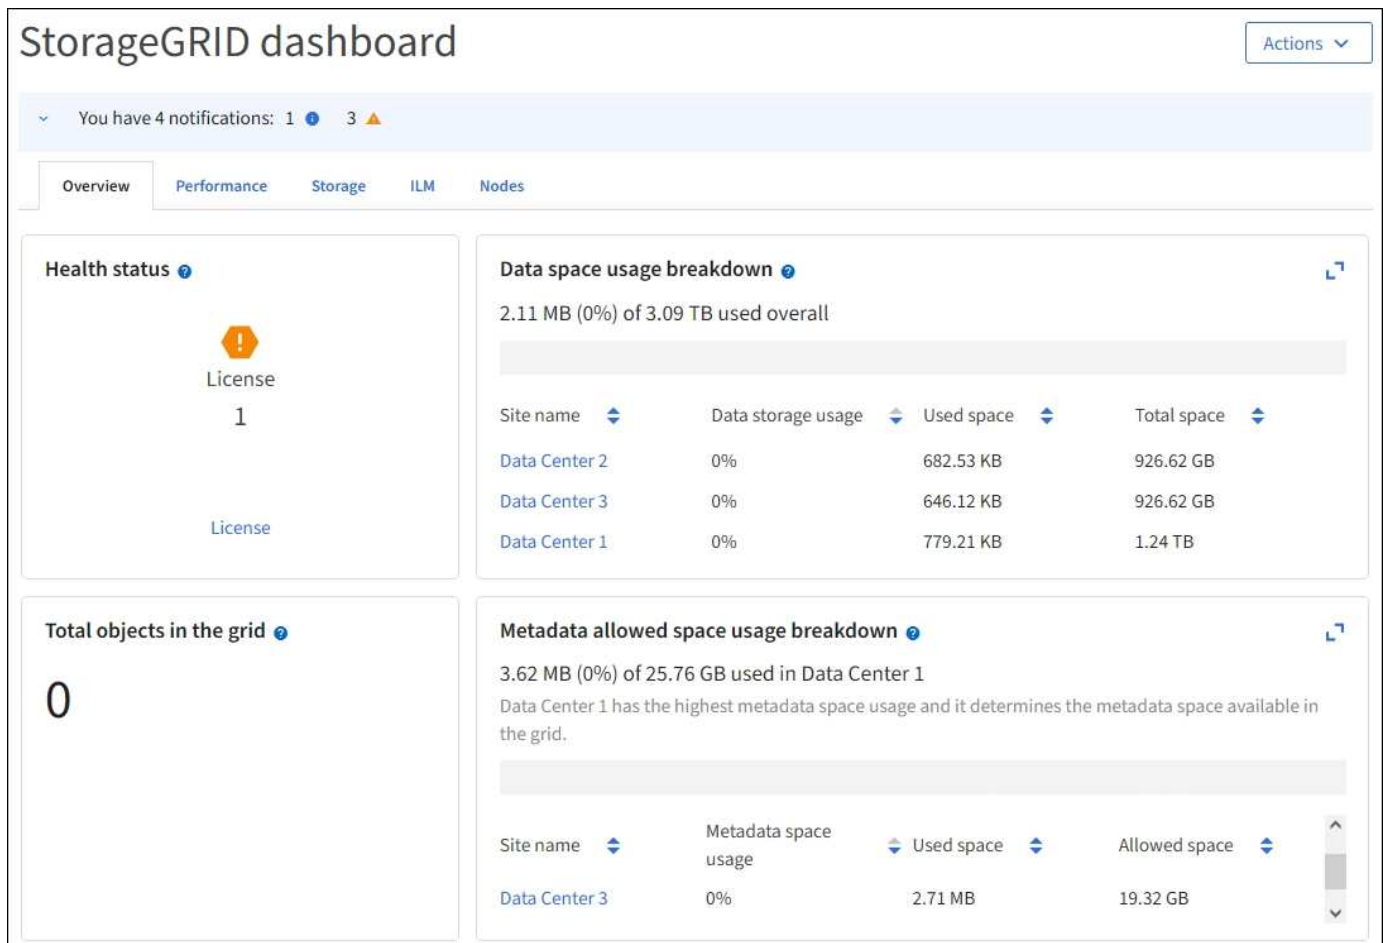 StorageGRID dashboard
Actions
You have 4 notifications: 1 3
Overview Performance Storage ILM Nodes
Health status
License
1
License
Data space usage breakdown
2.11 MB (0%) of 3.09 TB used overall
Site name Data storage usage Used space Total space
Data Center 2 0% 682.53 KB 926.62 GB
Data Center 3 0% 646.12 KB 926.62 GB
Data Center 1 0% 779.21 KB 1.24 TB
Total objects in the grid
0
Metadata allowed space usage breakdown
3.62 MB (0%) of 25.76 GB used in Data Center 1
Data Center 1 has the highest metadata space usage and it determines the metadata space available in
the grid.
Site name Metadata space usage Used space Allowed space
Data Center 3 0% 2.71 MB 19.32 GB